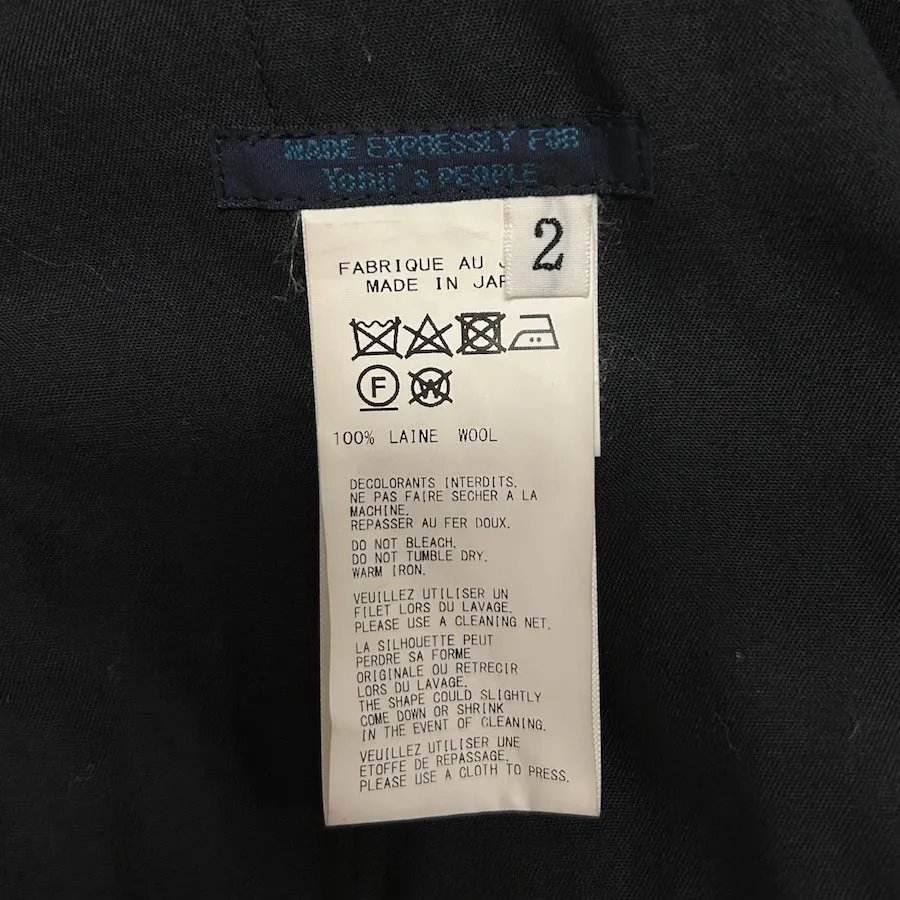 MADE EXPRESSLY FOR
Yohji's PEOPLE
2
FABRIQUE AU J
MADE IN JAP
F
W
100% LAINE WOOL
DECOLORANTS INTERDITS.
NE PAS FAIRE SECHER A LA
MACHINE.
REPASSER AU FER DOUX.
DO NOT BLEACH.
DO NOT TUMBLE DRY.
WARM IRON.
VEUILLEZ UTILISER UN
FILET LORS DU LAVAGE.
PLEASE USE A CLEANING NET.
LA SILHOUETTE PEUT
PERDRE SA FORME
ORIGINALE OU RETRECIR
LORS DU LAVAGE.
THE SHAPE COULD SLIGHTLY
COME DOWN OR SHRINK
IN THE EVENT OF CLEANING.
VEUILLEZ UTILISER UNE
ETOFFE DE REPASSAGE.
PLEASE USE A CLOTH TO PRESS.